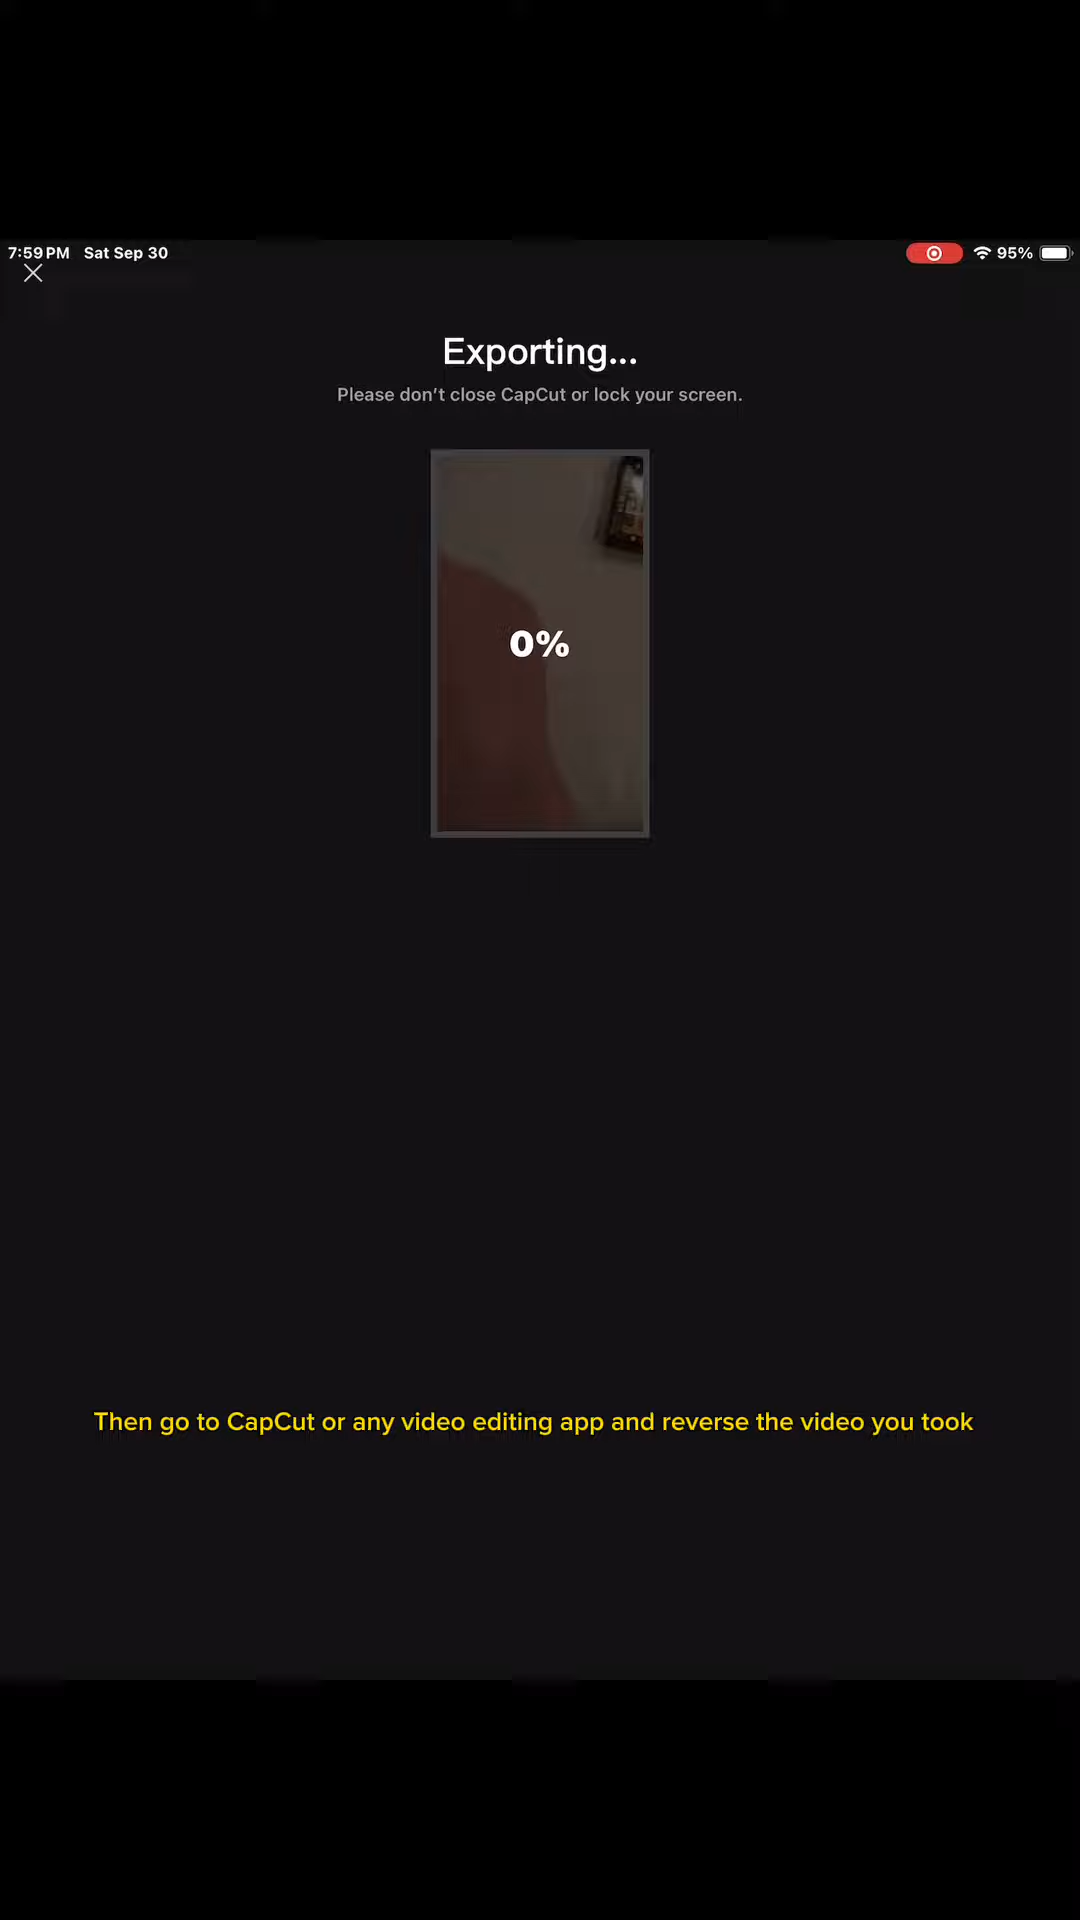 7:59 PM Sat Sep 30 95%
Exporting...
Please don't close CapCut or lock your screen.
0%
Then go to CapCut or any video editing app and reverse the video you took